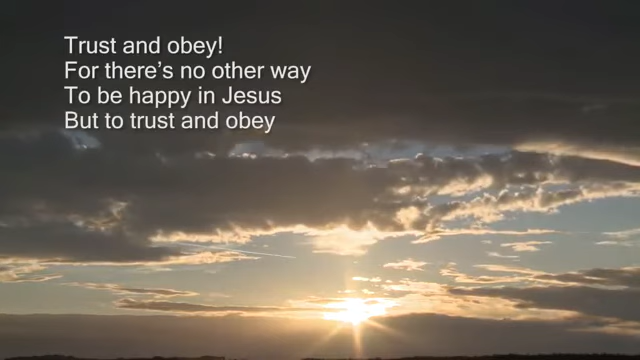 Trust and obey!
For there’s no other way
To be happy in Jesus
But to trust and obey